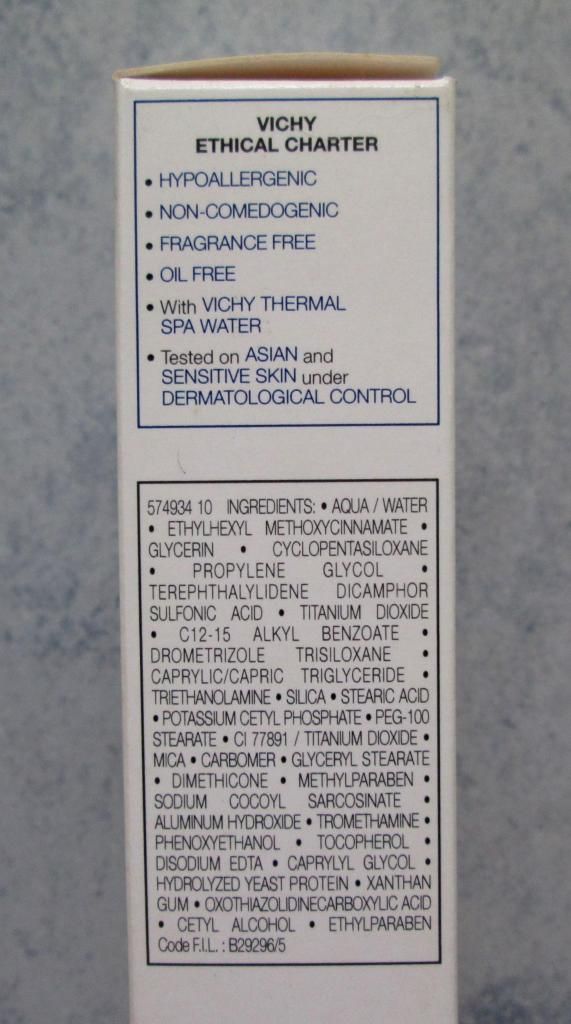 VICHY
ETHICAL CHARTER
• HYPOALLERGENIC
• NON-COMEDOGENIC
• FRAGRANCE FREE
• OIL FREE
• With VICHY THERMAL
SPA WATER
• Tested on ASIAN and
SENSITIVE SKIN under
DERMATOLOGICAL CONTROL
574934 10 INGREDIENTS: • AQUA / WATER
• ETHYLHEXYL METHOXYCINNAMATE •
GLYCERIN • CYCLOPENTASILOXANE
• PROPYLENE GLYCOL •
TEREPHTHALYLIDENE DICAMPHOR
SULFONIC ACID • TITANIUM DIOXIDE
• C12-15 ALKYL BENZOATE •
DROMETRIZOLE TRISILOXANE •
CAPRYLIC/CAPRIC TRIGLYCERIDE •
TRIETHANOLAMINE • SILICA • STEARIC ACID
• POTASSIUM CETYL PHOSPHATE • PEG-100
STEARATE • CI 77891 / TITANIUM DIOXIDE •
MICA • CARBOMER • GLYCERYL STEARATE
• DIMETHICONE • METHYLPARABEN •
SODIUM COCOYL SARCOSINATE •
ALUMINUM HYDROXIDE • TROMETHAMINE •
PHENOXYETHANOL • TOCOPHEROL •
DISODIUM EDTA • CAPRYLYL GLYCOL •
HYDROLYZED YEAST PROTEIN • XANTHAN
GUM • OXOTHIAZOLIDINECARBOXYLIC ACID
• CETYL ALCOHOL • ETHYLPARABEN
Code F.I.L. : B29296/5